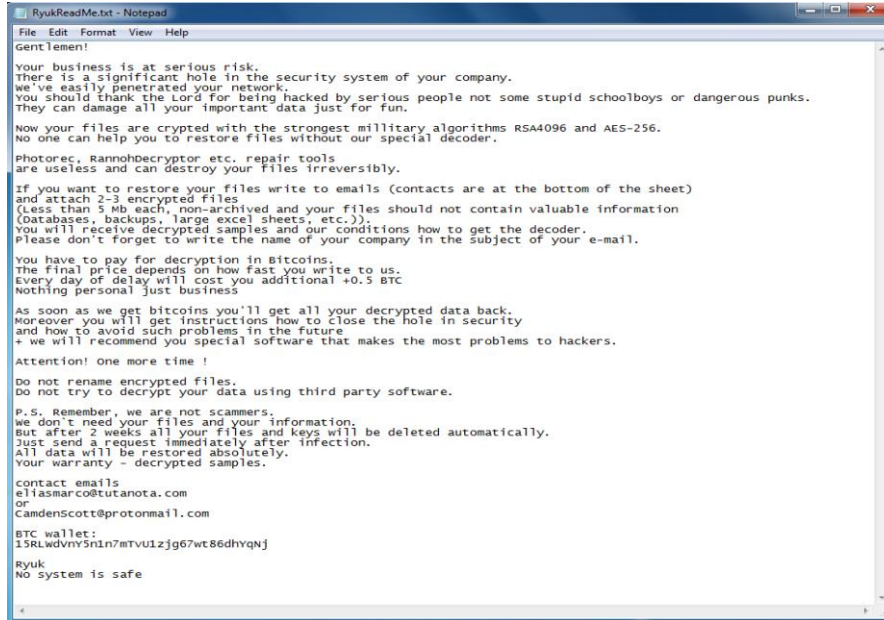 RyukReadMe.txt - Notepad
File Edit Format View Help
Gentlemen!
Your business is at serious risk.
There is a significant hole in the security system of your company.
We've easily penetrated your network.
You should thank the Lord for being hacked by serious people not some stupid schoolboys or dangerous punks.
They can damage all your important data just for fun.
Now your files are crypted with the strongest millitary algorithms RSA4096 and AES-256.
No one can help you to restore files without our special decoder.
Photorec, RannohDecryptor etc. repair tools
are useless and can destroy your files irreversibly.
If you want to restore your files write to emails (contacts are at the bottom of the sheet)
and attach 2-3 encrypted files
(Less than 5 Mb each, non-archived and your files should not contain valuable information
(Databases, backups, large excel sheets, etc.)).
You will receive decrypted samples and our conditions how to get the decoder.
Please don't forget to write the name of your company in the subject of your e-mail.
You have to pay for decryption in Bitcoins.
The final price depends on how fast you write to us.
Every day of delay will cost you additional +0.5 BTC
Nothing personal just business
As soon as we get bitcoins you'll get all your decrypted data back.
Moreover you will get instructions how to close the hole in security
and how to avoid such problems in the future
+ we will recommend you special software that makes the most problems to hackers.
Attention! One more time !
Do not rename encrypted files.
Do not try to decrypt your data using third party software.
P.S. Remember, we are not scammers.
We don`t need your files and your information.
But after 2 weeks all your files and keys will be deleted automatically.
Just send a request immediately after infection.
All data will be restored absolutely.
Your warranty - decrypted samples.
contact emails
eliasmarco@tutanota.com
or
CamdenScott@protonmail.com
BTC wallet:
15RLWdVnY5n1n7mTvU1zjg67wt86dhYqNj
Ryuk
No system is safe